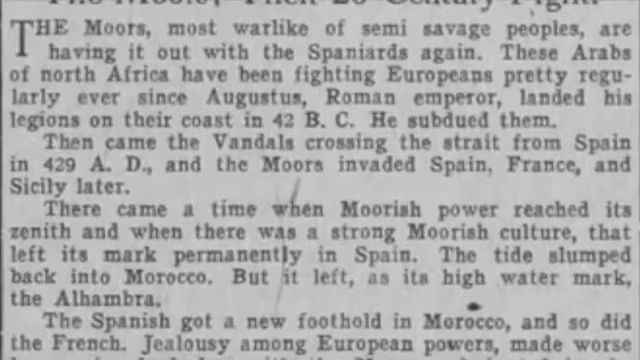 THE Moors, most warlike of semi savage peoples, are
having it out with the Spaniards again. These Arabs
of north Africa have been fighting Europeans pretty regu-
larly ever since Augustus, Roman emperor, landed his
legions on their coast in 42 B. C. He subdued them.
Then came the Vandals crossing the strait from Spain
in 429 A. D., and the Moors invaded Spain, France, and
Sicily later.
There came a time when Moorish power reached its
zenith and when there was a strong Moorish culture, that
left its mark permanently in Spain. The tide slumped
back into Morocco. But it left, as its high water mark,
the Alhambra.
The Spanish got a new foothold in Morocco, and so did
the French. Jealousy among European powers, made worse